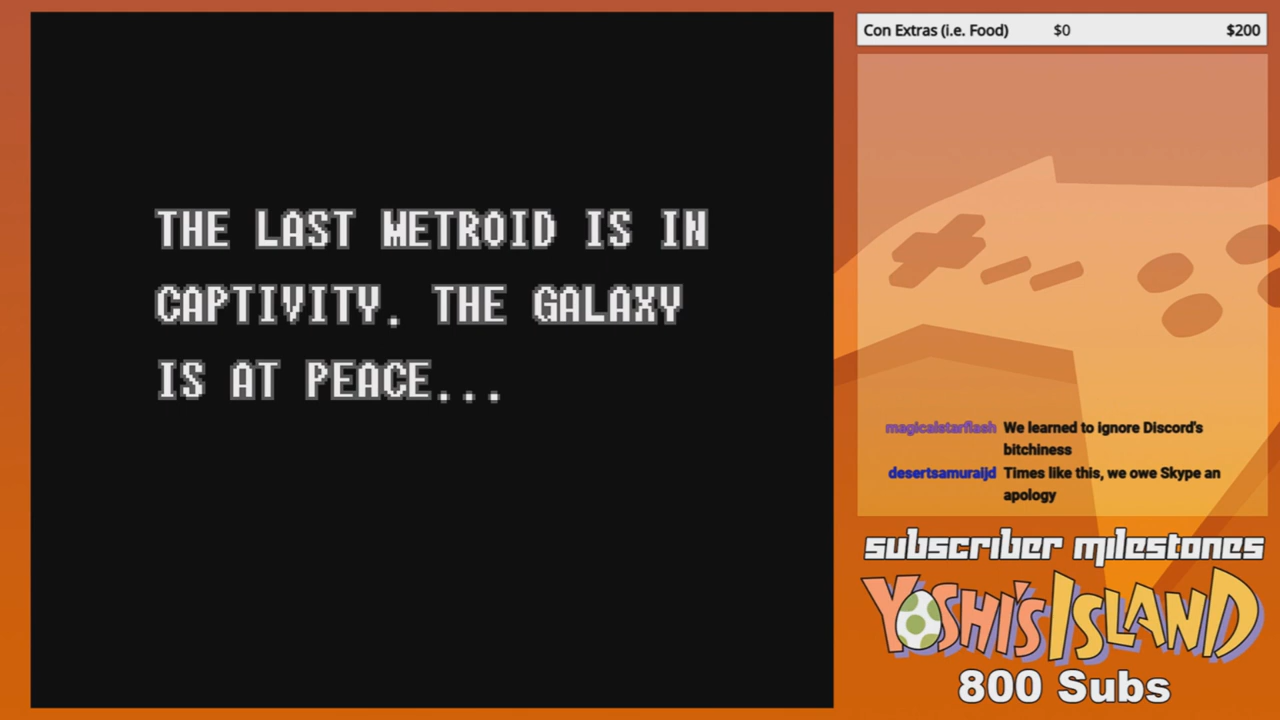 THE LAST METROID IS IN
CAPTIVITY. THE GALAXY
IS AT PEACE...
Con Extras (i.e. Food) $0 $200
magicalstarflash We learned to ignore Discord's
bitchiness
desertsamuraijd Times like this, we owe Skype an
apology
subscriber milestones
YOSHI'S ISLAND
800 Subs